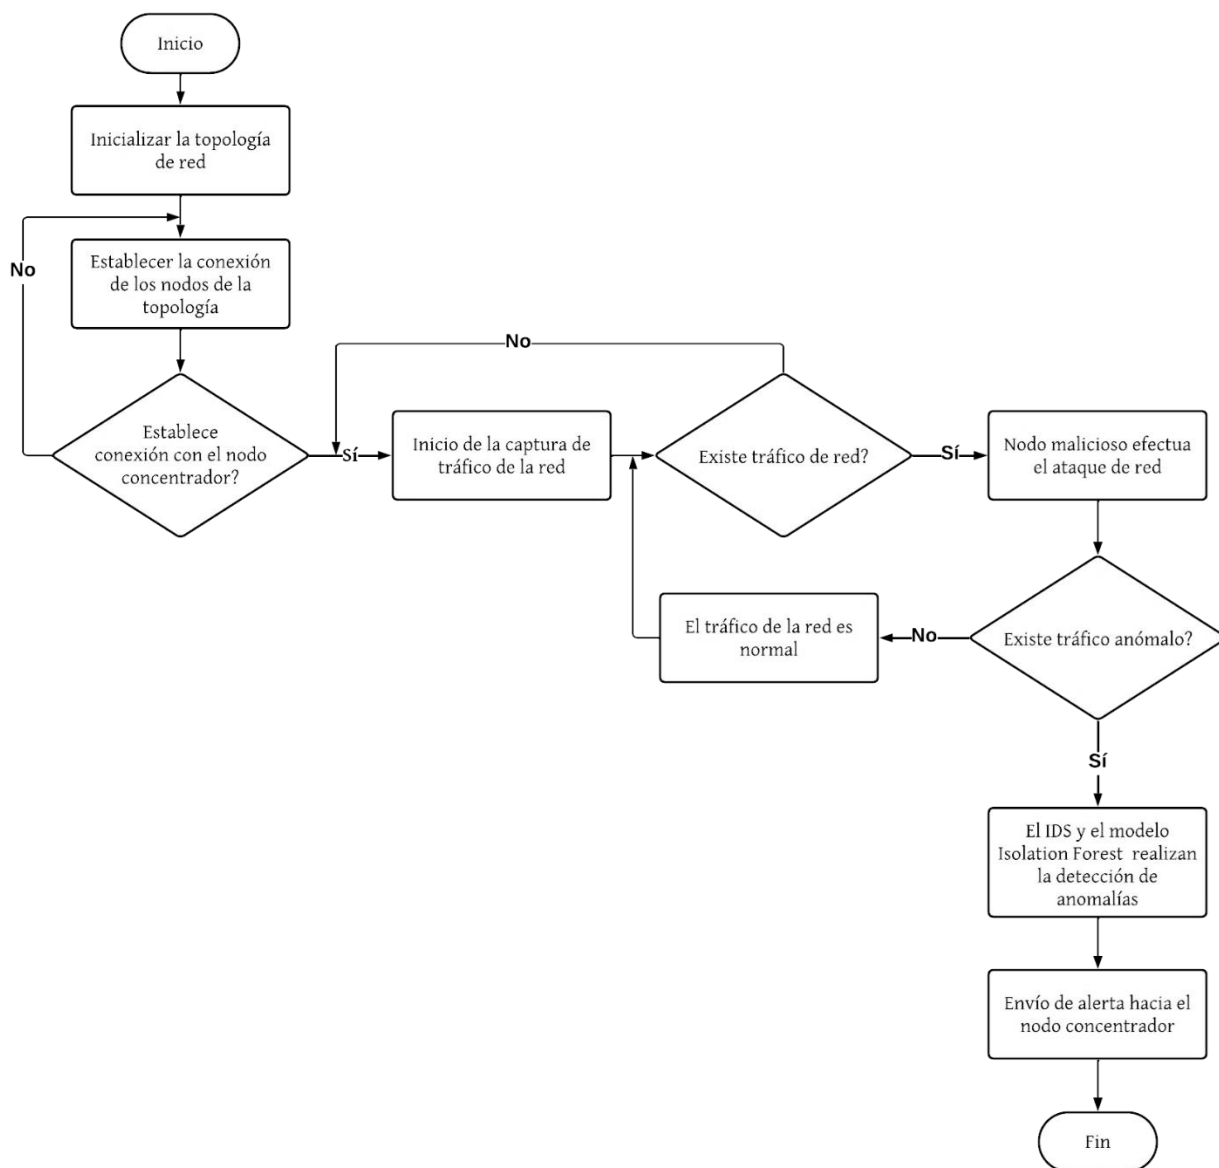 Inicio
Inicializar la topología
de red
No
Establecer la conexión
de los nodos de la
topología
Establece
conexión con el nodo
concentrador?
Sí
No
Inicio de la captura de
tráfico de la red
Existe tráfico de red?
Sí
Nodo malicioso efectua
el ataque de red
Existe tráfico anómalo?
No
El tráfico de la red es
normal
Sí
El IDS y el modelo
Isolation Forest realizan
la detección de
anomalías
Envío de alerta hacia el
nodo concentrador
Fin